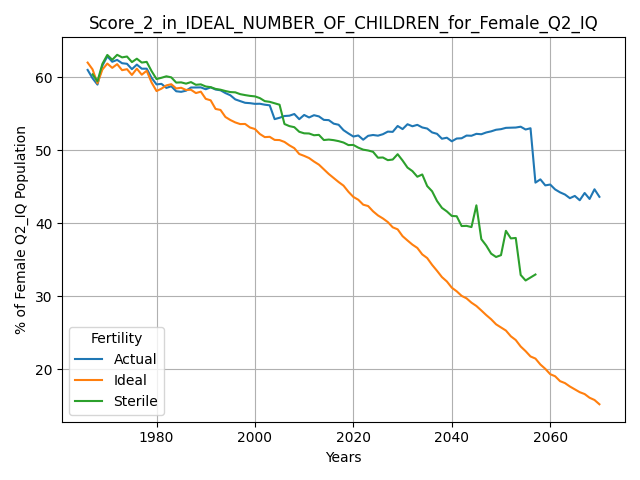 Score_2_in_IDEAL_NUMBER_OF_CHILDREN_for_Female_Q2_IQ
% of Female Q2_IQ Population
60
50
40
30
20
Fertility
Actual
Ideal
Sterile
1980 2000 2020 2040 2060
Years